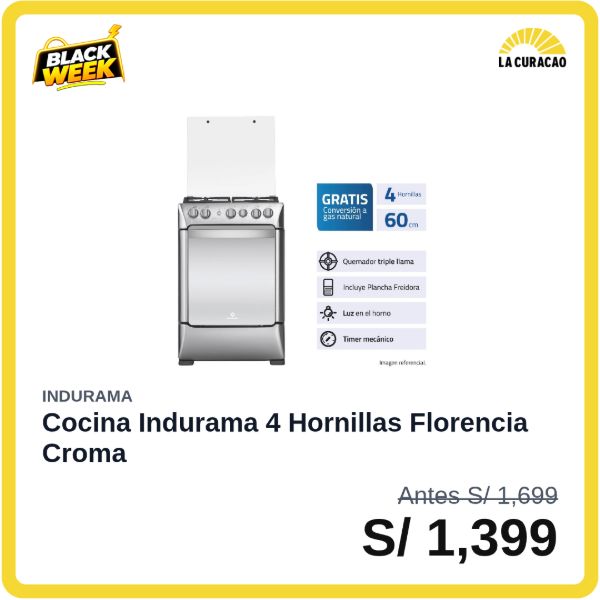 BLACK
WEEK
LA CURACAO
GRATIS
Conversión a
gas natural
4 Hornillas
60 cm
Quemador triple llama
Incluye Plancha Freidora
Luz en el horno
Timer mecánico
Imagen referencial.
INDURAMA
Cocina Indurama 4 Hornillas Florencia
Croma
Antes S/ 1,699
S/ 1,399